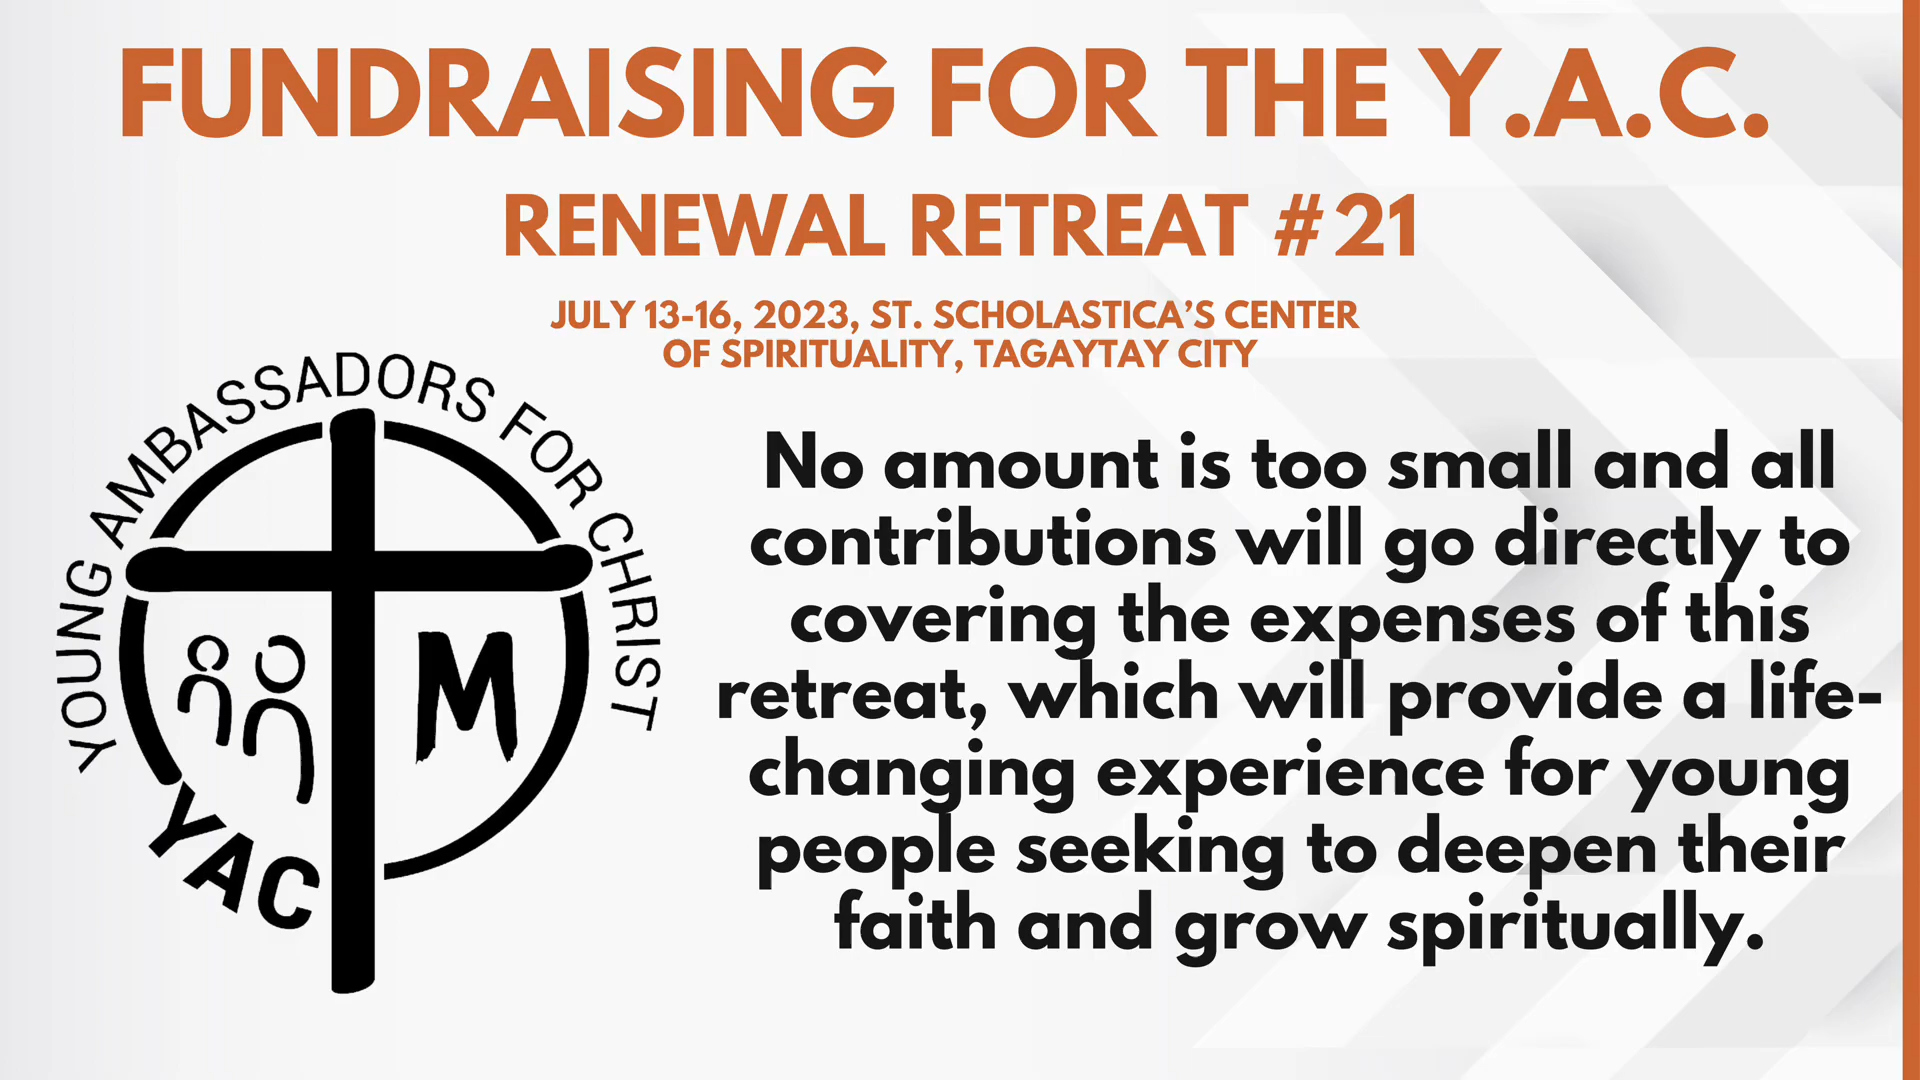 FUNDRAISING FOR THE Y.A.C.
RENEWAL RETREAT #21
JULY 13-16, 2023, ST. SCHOLASTICA’S CENTER
OF SPIRITUALITY, TAGAYTAY CITY
YOUNG AMBASSADORS FOR CHRIST
M
YAC
No amount is too small and all
contributions will go directly to
covering the expenses of this
retreat, which will provide a life-
changing experience for young
people seeking to deepen their
faith and grow spiritually.